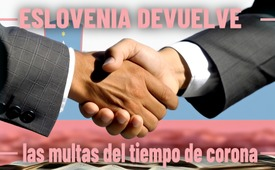 ESLOVENIA DEVUELVE
las multas del tiempo de corona